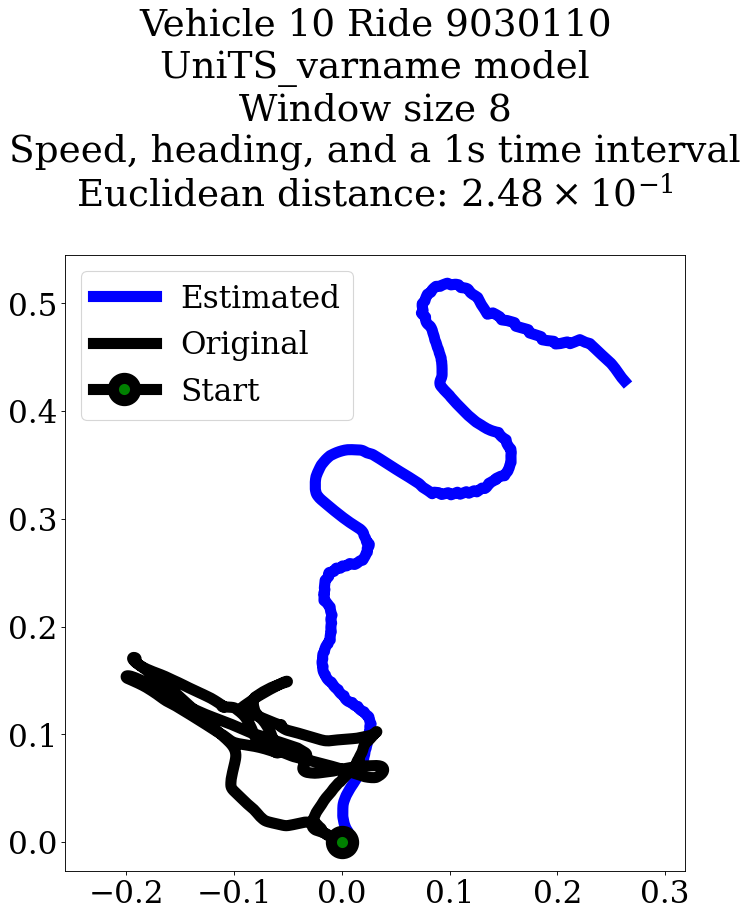 Vehicle 10 Ride 9030110
UniTS_varname model
Window size 8
Speed, heading, and a 1s time interval
Euclidean distance: 2.48 × 10⁻¹
Estimated
Original
Start
0.5
0.4
0.3
0.2
0.1
0.0
−0.2 −0.1 0.0 0.1 0.2 0.3